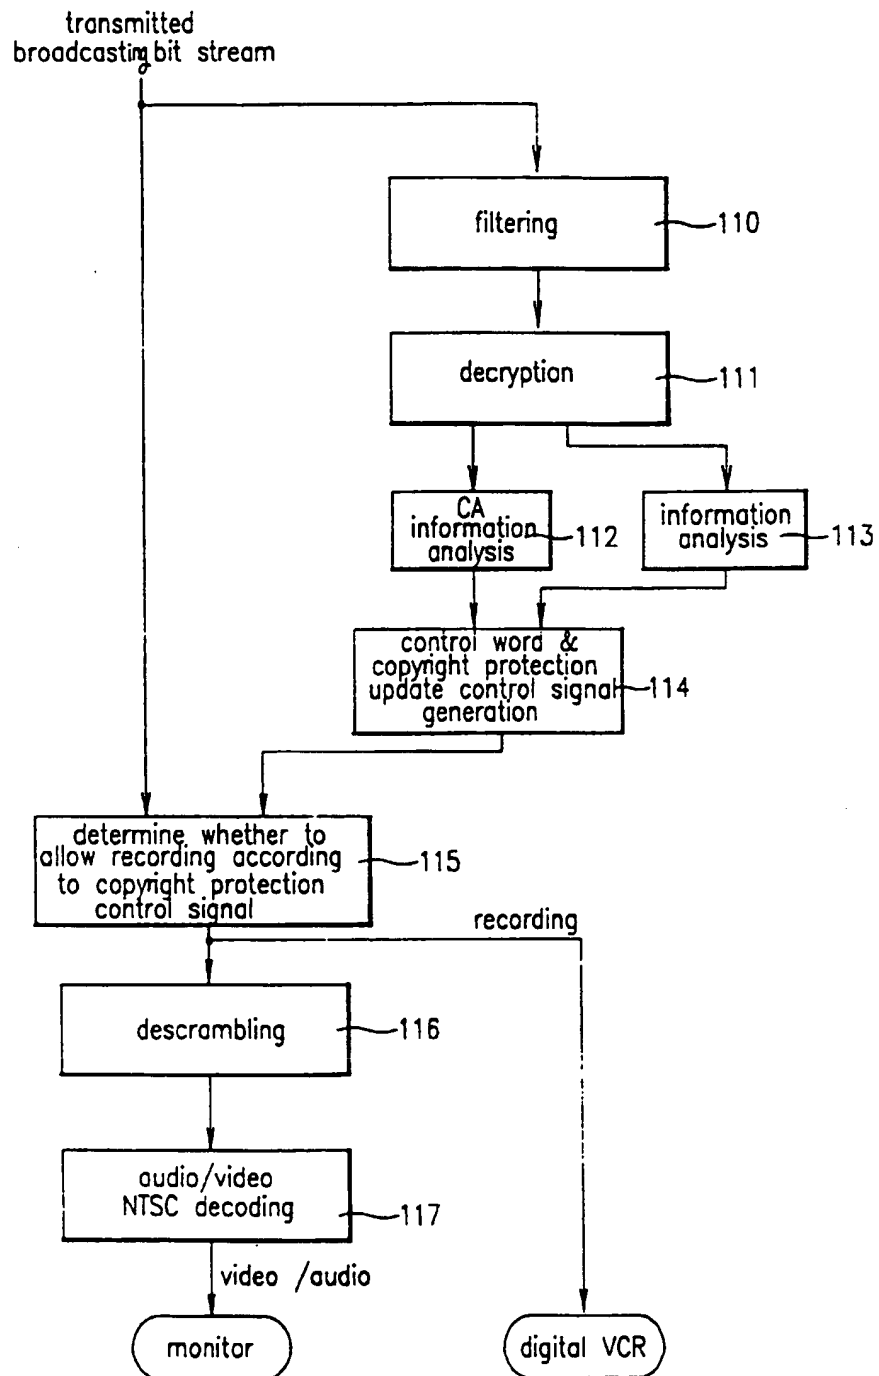 transmitted
broadcasting bit stream
filtering
110
decryption
111
CA
information
analysis
112
information
analysis
113
control word &
copyright protection
update control signal
generation
114
determine whether to
allow recording according
to copyright protection
control signal
115
recording
descrambling
116
audio/video
NTSC decoding
117
video /audio
monitor
digital VCR